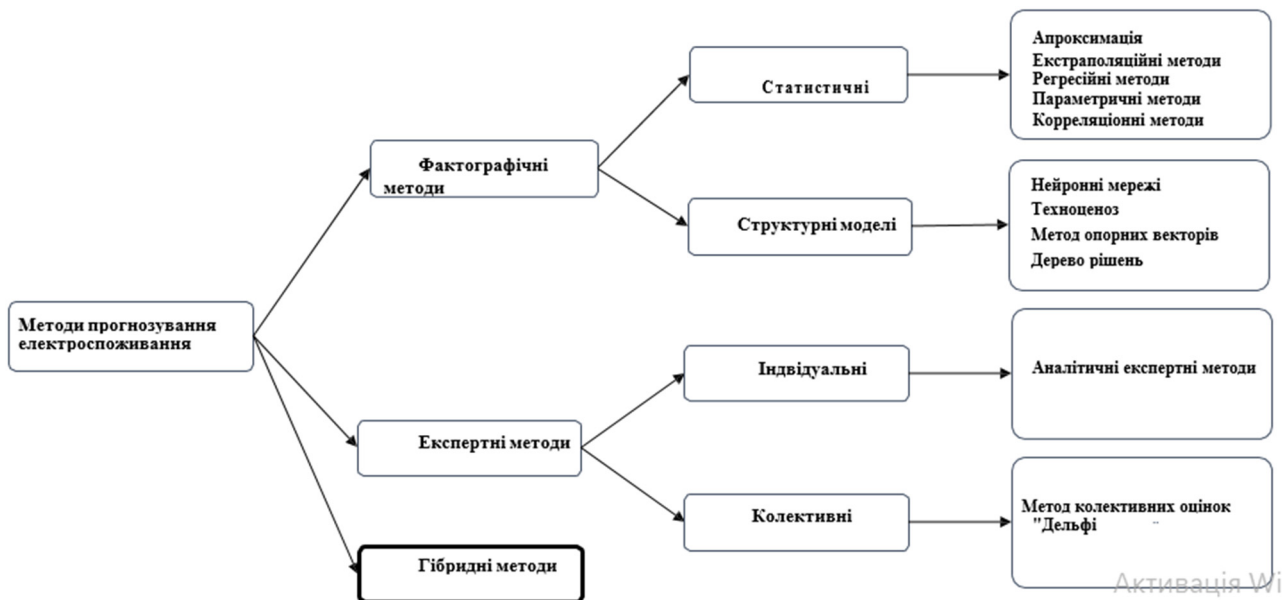 Методи прогнозування
електроспоживання
Фактографічні
методи
Експертні методи
Гібридні методи
Статистичні
Структурні моделі
Індвідуальні
Колективні
Апроксимація
Екстраполяційні методи
Регресійні методи
Параметричні методи
Корреляціонні методи
Нейронні мережі
Техноценоз
Метод опорних векторів
Дерево рішень
Аналітичні експертні методи
Метод колективних оцінок
"Дельфі "
Активація Wi